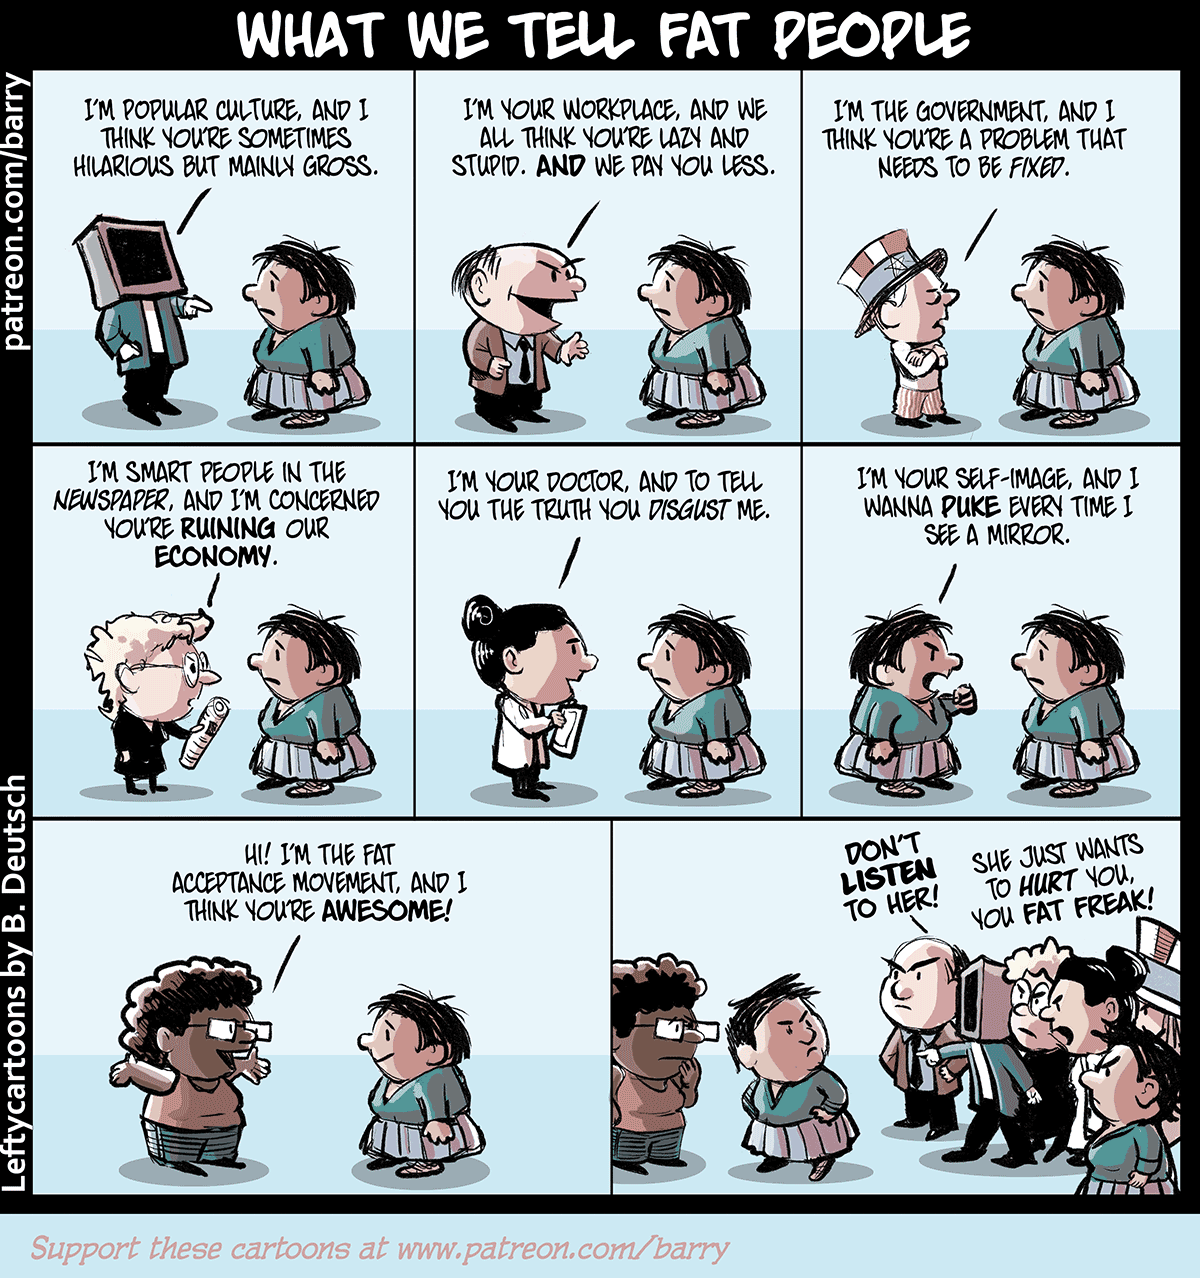 WHAT WE TELL FAT PEOPLE
patreon.com/barry
I'M POPULAR CULTURE, AND I
THINK YOU'RE SOMETIMES
HILARIOUS BUT MAINLY GROSS.
I'M YOUR WORKPLACE, AND WE
ALL THINK YOU'RE LAZY AND
STUPID. AND WE PAY YOU LESS.
I'M THE GOVERNMENT, AND I
THINK YOU'RE A PROBLEM THAT
NEEDS TO BE FIXED.
I'M SMART PEOPLE IN THE
NEWSPAPER, AND I'M CONCERNED
YOU'RE RUINING OUR
ECONOMY.
I'M YOUR DOCTOR, AND TO TELL
YOU THE TRUTH YOU DISGUST ME.
I'M YOUR SELF-IMAGE, AND I
WANNA PUKE EVERY TIME I
SEE A MIRROR.
Leftycartoons by B. Deutsch
HI! I'M THE FAT
ACCEPTANCE MOVEMENT, AND I
THINK YOU'RE AWESOME!
DON'T
LISTEN
TO HER!
SHE JUST WANTS
TO HURT YOU,
YOU FAT FREAK!
Support these cartoons at www.patreon.com/barry